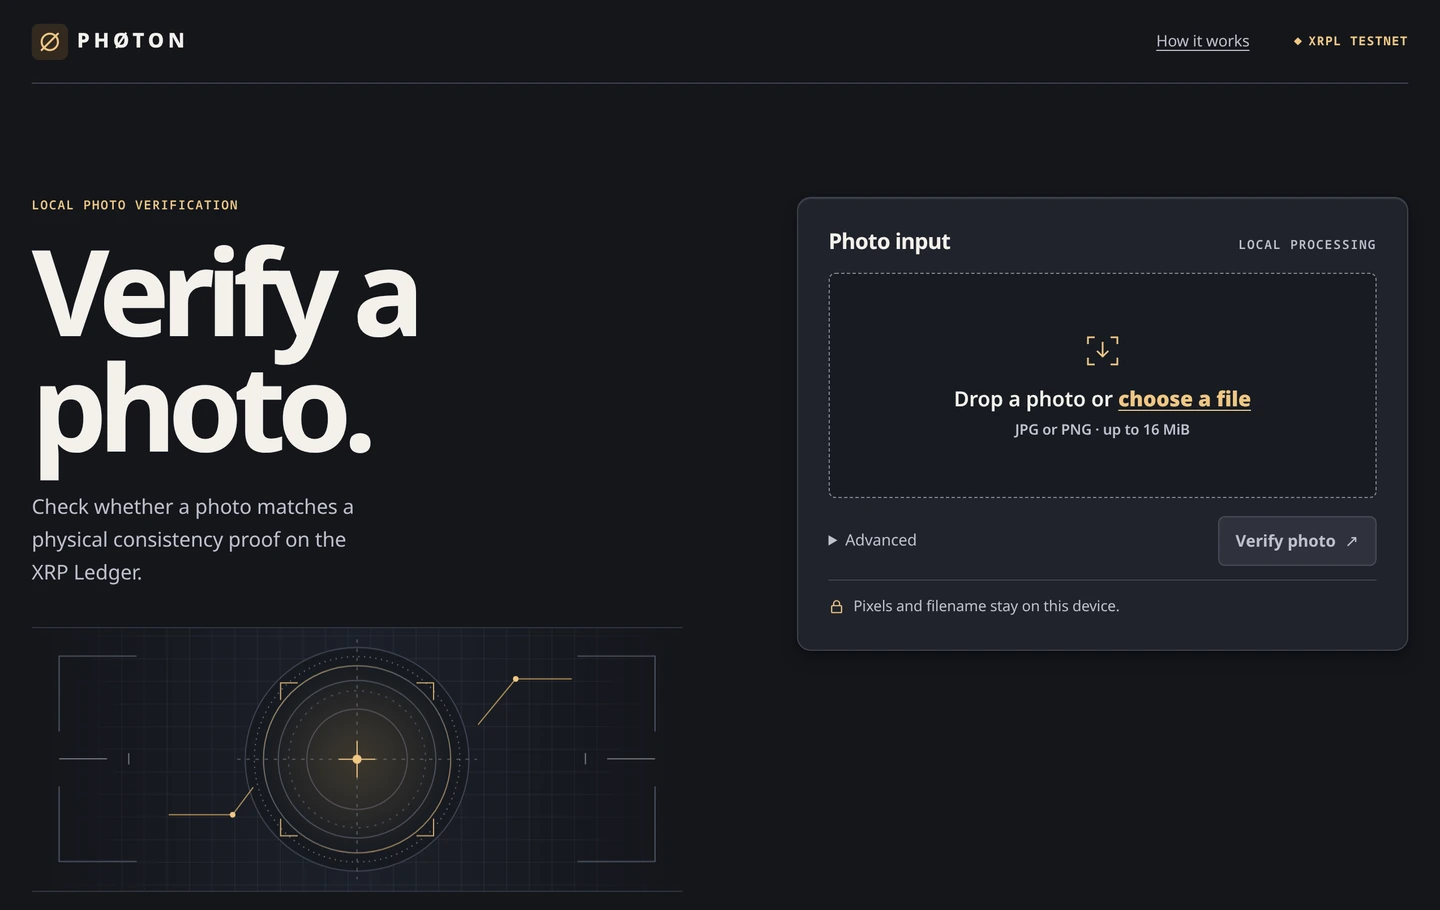 PHØTON
How it works
◆ XRPL TESTNET
LOCAL PHOTO VERIFICATION
Verify a
photo.
Check whether a photo matches a
physical consistency proof on the
XRP Ledger.
Photo input
LOCAL PROCESSING
Drop a photo or choose a file
JPG or PNG · up to 16 MiB
▶ Advanced
Verify photo ↗
Pixels and filename stay on this device.